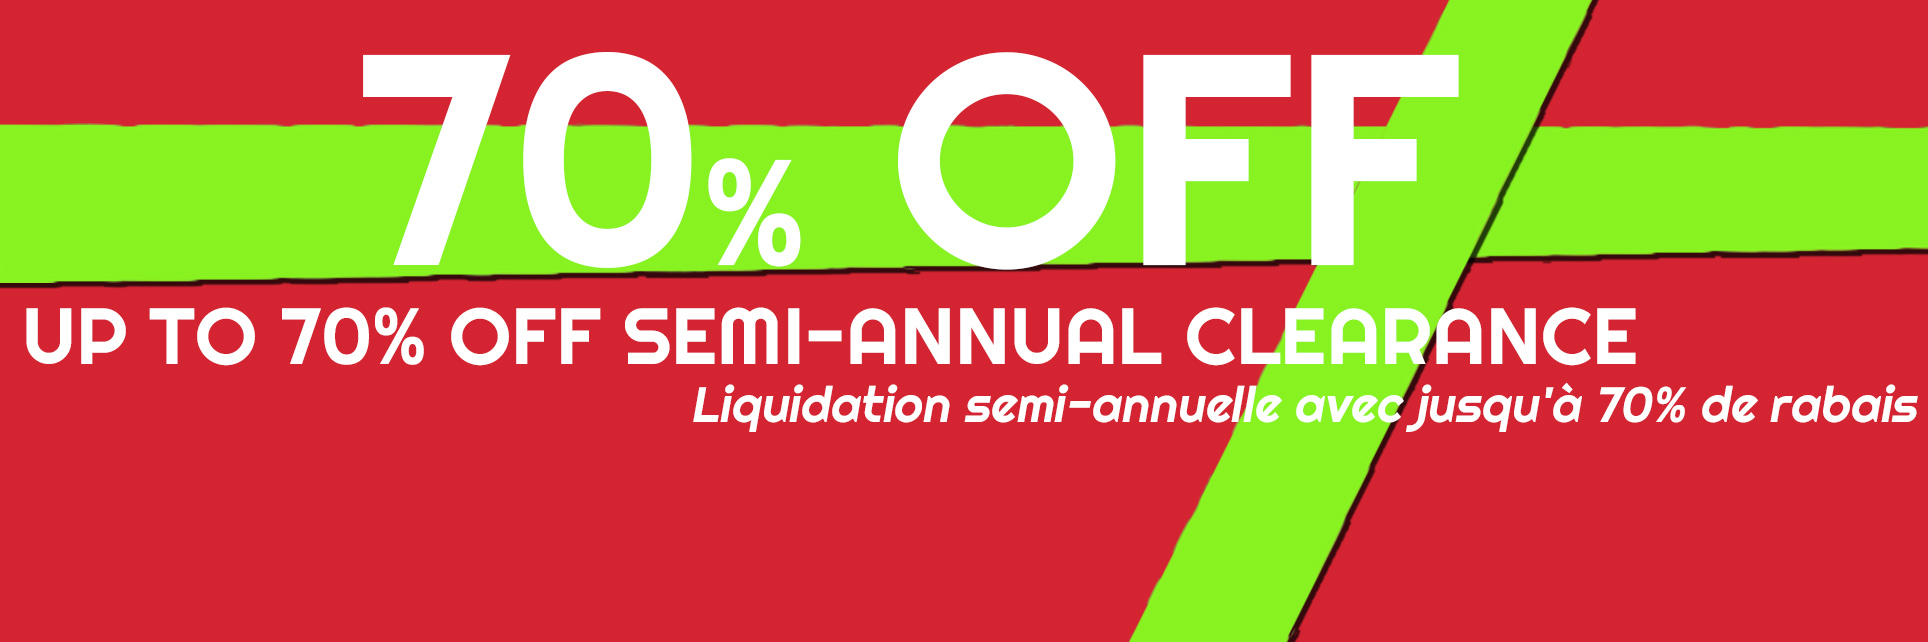 70% OFF
UP TO 70% OFF SEMI-ANNUAL CLEARANCE
Liquidation semi-annuelle avec jusqu'à 70% de rabais